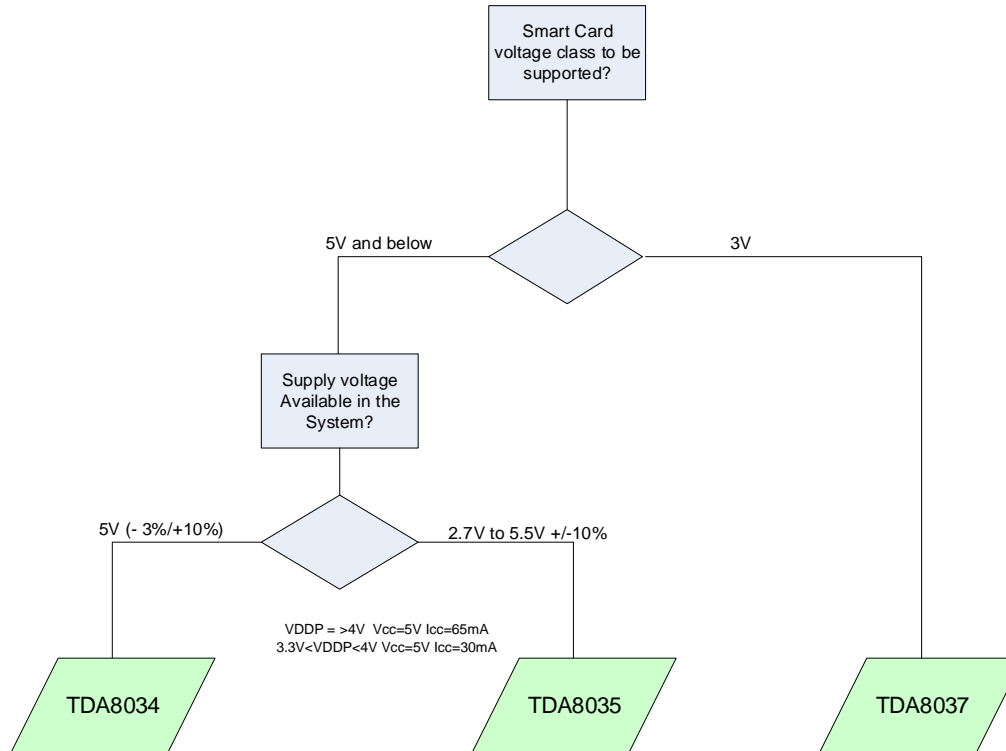 Smart Card
voltage class to be
supported?
5V and below
3V
Supply voltage
Available in the
System?
5V (- 3%/+10%)
2.7V to 5.5V +/-10%
VDDP = >4V  Vcc=5V Icc=65mA
3.3V<VDDP<4V Vcc=5V Icc=30mA
TDA8034
TDA8035
TDA8037